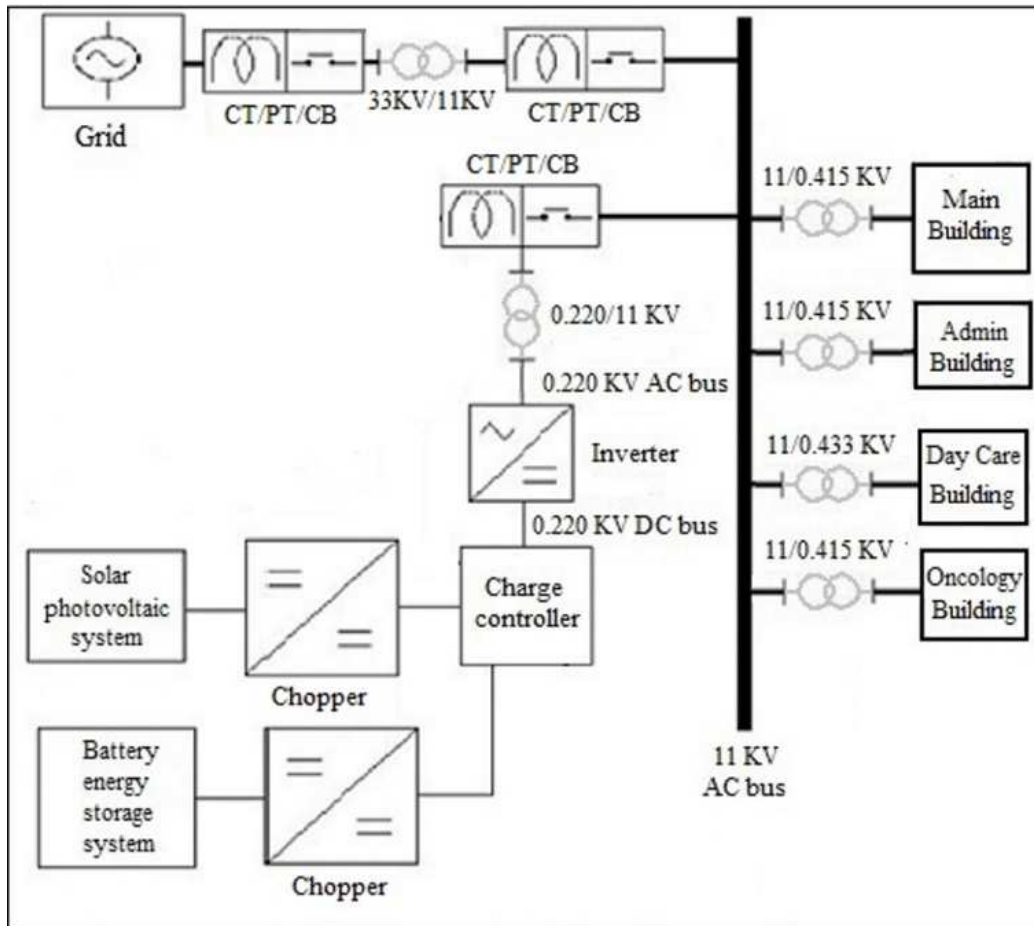 Grid
CT/PT/CB
33KV/11KV
CT/PT/CB
CT/PT/CB
0.220/11 KV
0.220 KV AC bus
Inverter
0.220 KV DC bus
Solar
photovoltaic
system
Chopper
Charge
controller
Battery
energy
storage
system
Chopper
11/0.415 KV
Main
Building
11/0.415 KV
Admin
Building
11/0.433 KV
Day Care
Building
11/0.415 KV
Oncology
Building
11 KV
AC bus